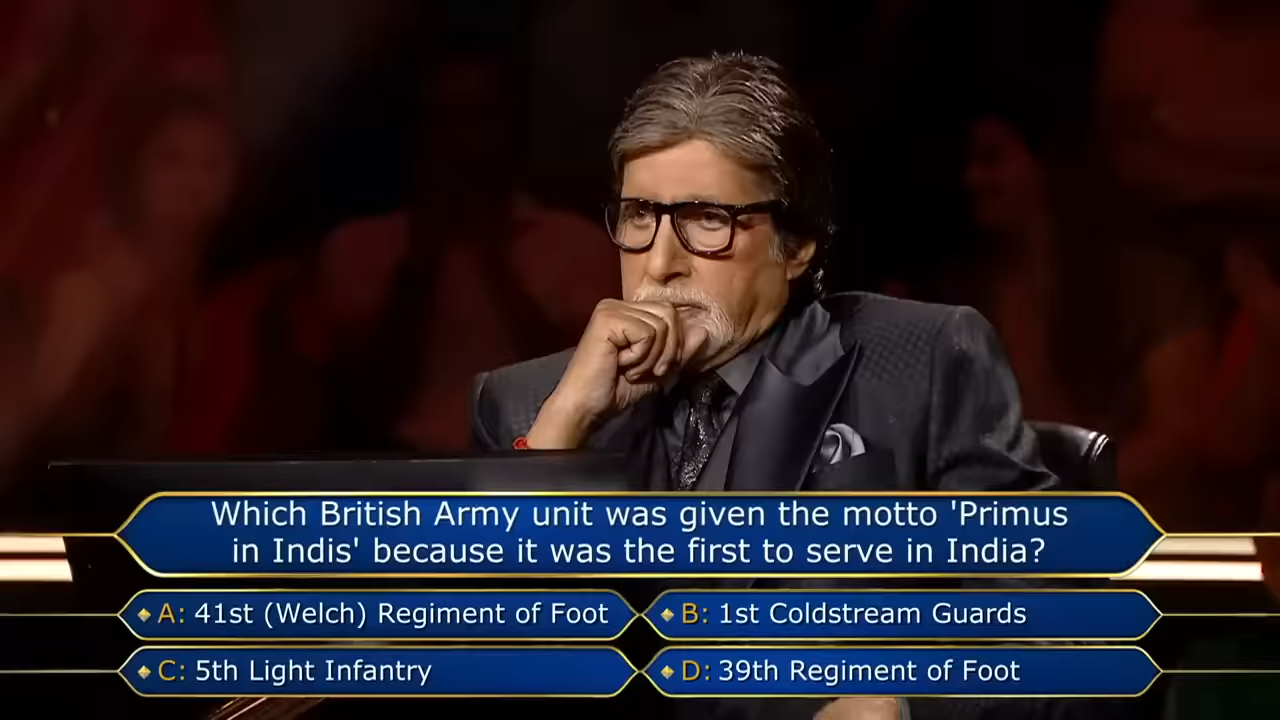 Which British Army unit was given the motto 'Primus
in Indis' because it was the first to serve in India?
A: 41st (Welch) Regiment of Foot
B: 1st Coldstream Guards
C: 5th Light Infantry
D: 39th Regiment of Foot